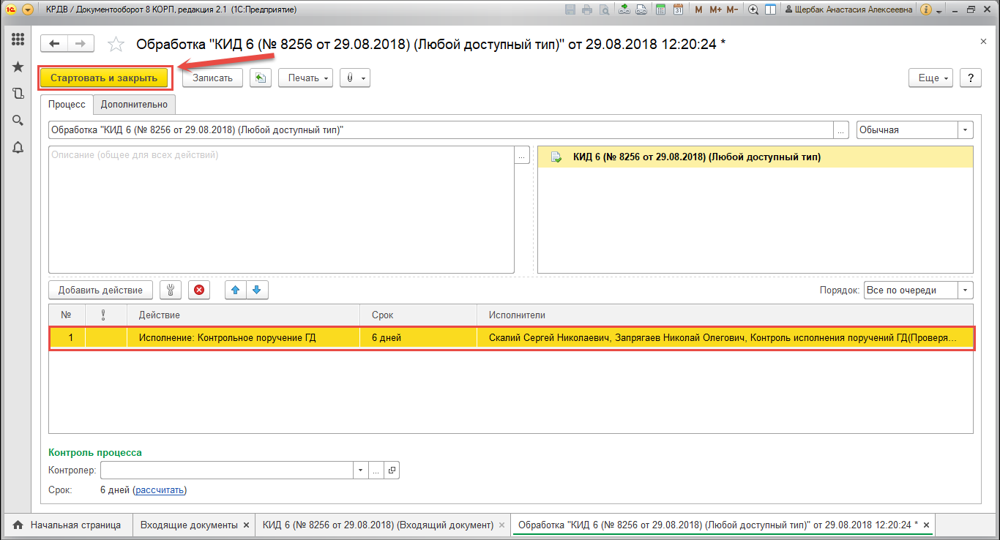 КРДВ / Документооборот 8 КОРП, редакция 2.1 (1С:Предприятие)
31
M M+ M-
Щербак Анастасия Алексеевна
Обработка "КИД 6 (№ 8256 от 29.08.2018) (Любой доступный тип)" от 29.08.2018 12:20:24 *
Стартовать и закрыть Записать Печать Еще ?
Процесс Дополнительно
Обработка "КИД 6 (№ 8256 от 29.08.2018) (Любой доступный тип)" ... Обычная
Описание (общее для всех действий) ... КИД 6 (№ 8256 от 29.08.2018) (Любой доступный тип)
Добавить действие Порядок: Все по очереди
№ ! Действие Срок Исполнители
1 Исполнение: Контрольное поручение ГД 6 дней Скалий Сергей Николаевич, Запрягаев Николай Олегович, Контроль исполнения поручений ГД(Проверя...
Контроль процесса
Контролер: ...
Срок: 6 дней (рассчитать)
Начальная страница Входящие документы × КИД 6 (№ 8256 от 29.08.2018) (Входящий документ) × Обработка "КИД 6 (№ 8256 от 29.08.2018) (Любой доступный тип)" от 29.08.2018 12:20:24 * ×